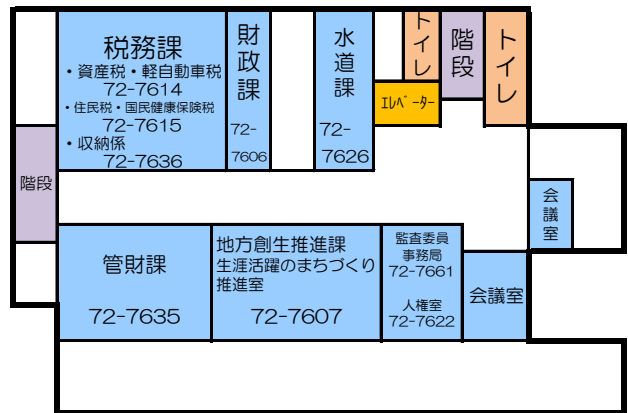 税務課
・資産税・軽自動車税
72-7614
・住民税・国民健康保険税
72-7615
・収納係
72-7636
財政課
72-
7606
水道課
72-
7626
トイレ
階段
トイレ
ｴﾚﾍﾞｰﾀｰ
階段
会議室
管財課
72-7635
地方創生推進課
生涯活躍のまちづくり
推進室
72-7607
監査委員
事務局
72-7661
人権室
72-7622
会議室